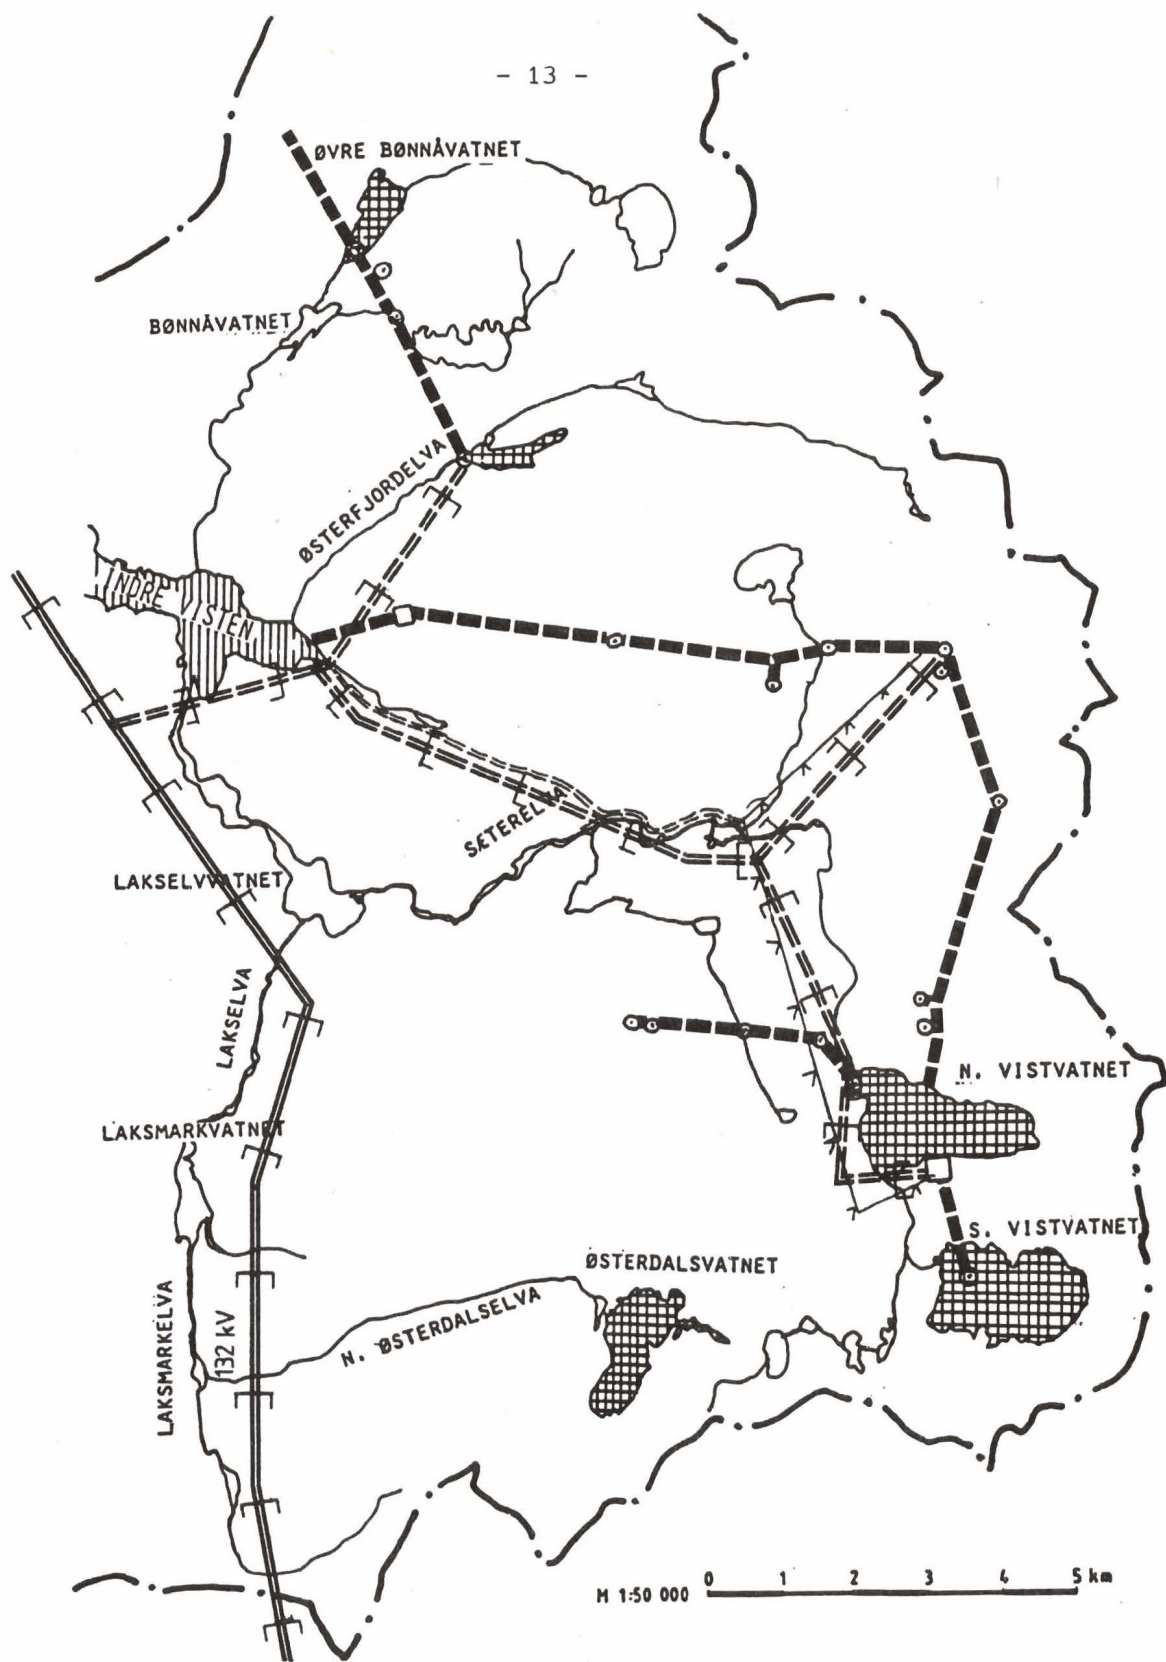 - 13 -
ØVRE BØNNÅVATNET
BØNNÅVATNET
ØSTERFJORDELVA
INDRE VISTEN
SÆTERELVA
LAKSELVVATNET
LAKSELVA
N. VISTVATNET
LAKSMARKVATNET
S. VISTVATNET
ØSTERDALSVATNET
N. ØSTERDALSELVA
LAKSMARKELVA
132 kV
M 1:50 000
0 1 2 3 4 5 km